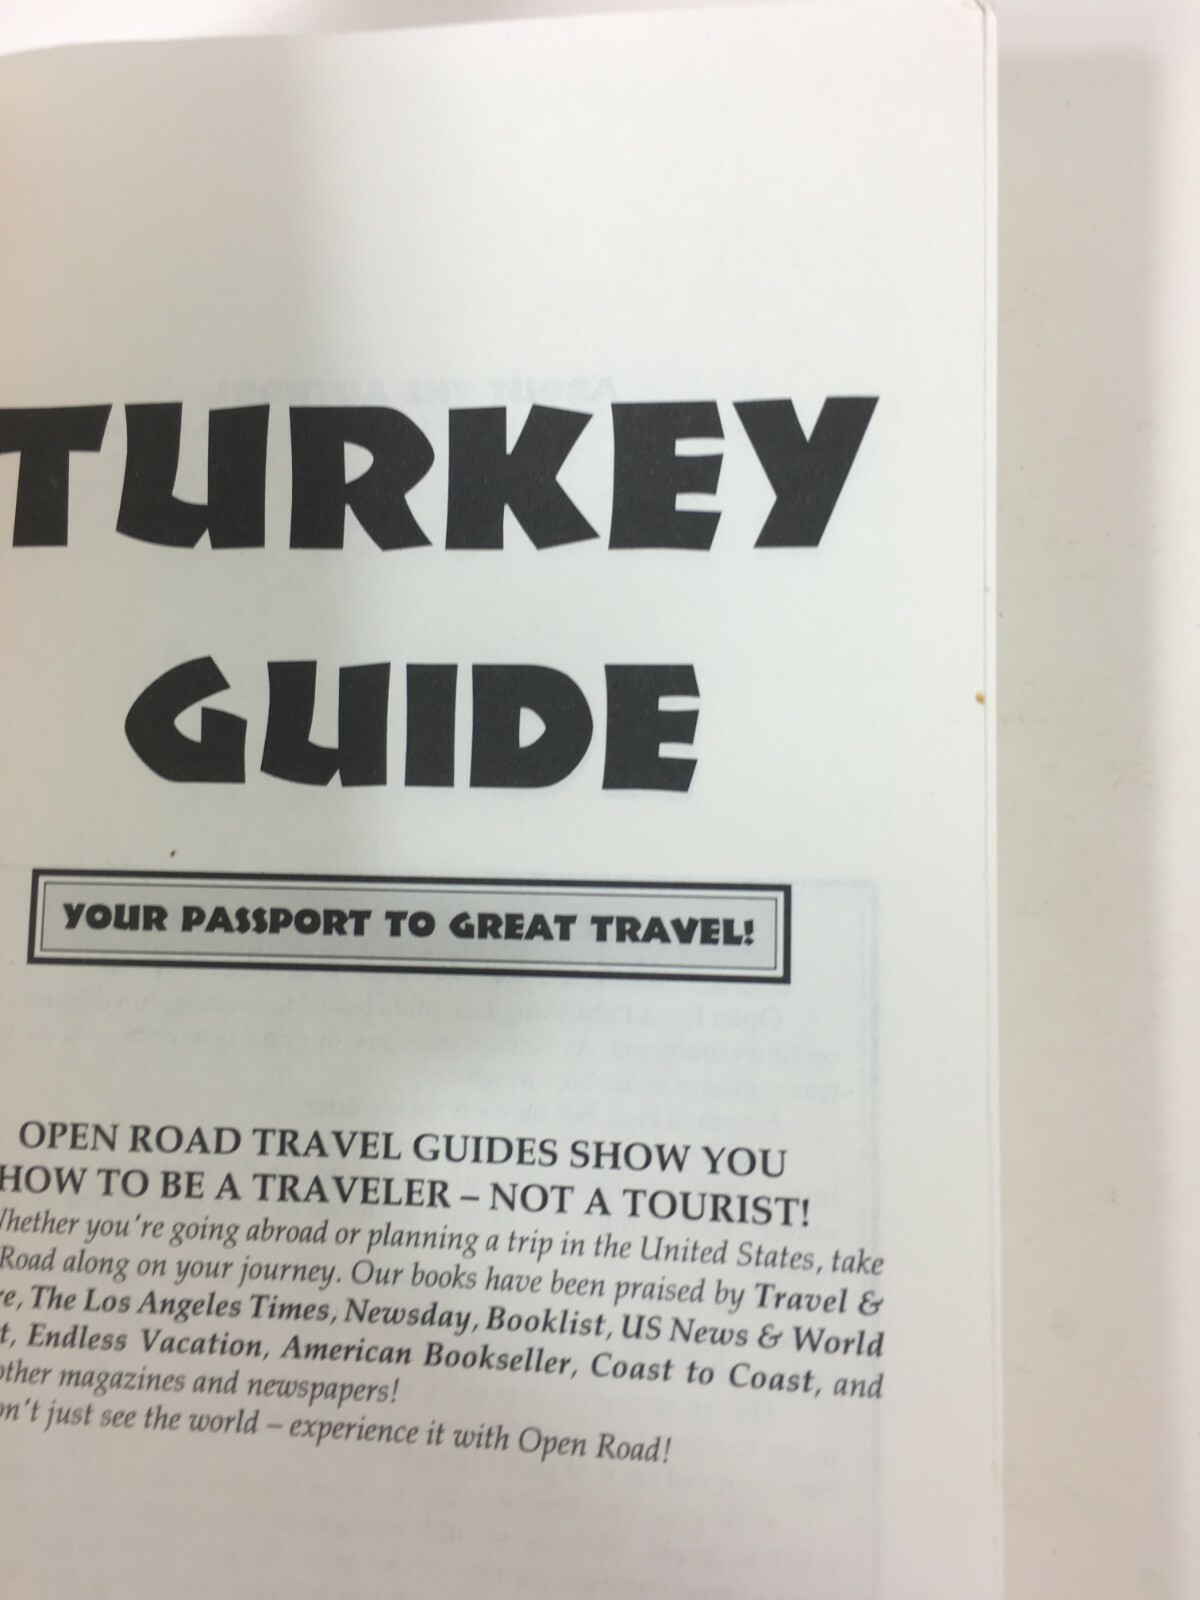 TURKEY
GUIDE
YOUR PASSPORT TO GREAT TRAVEL!
OPEN ROAD TRAVEL GUIDES SHOW YOU
HOW TO BE A TRAVELER – NOT A TOURIST!
Whether you're going abroad or planning a trip in the United States, take
Road along on your journey. Our books have been praised by Travel &
The Los Angeles Times, Newsday, Booklist, US News & World
Endless Vacation, American Bookseller, Coast to Coast, and
other magazines and newspapers!
just see the world – experience it with Open Road!